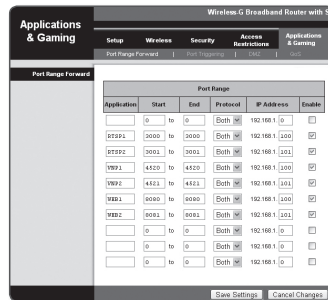 Wireless-G Broadband Router with S
Applications
& Gaming
Setup Wireless Security Access Restrictions Applications & Gaming
Port Range Forward | Port Triggering | DMZ | QoS
Port Range Forward
Port Range
Application Start End Protocol IP Address Enable
0 to 0 Both 192.168.1. 0
RTSP1 3000 to 3000 Both 192.168.1. 100
RTSP2 3001 to 3001 Both 192.168.1. 101
VNP1 4520 to 4520 Both 192.168.1. 100
VNP2 4521 to 4521 Both 192.168.1. 101
WEB1 8080 to 8080 Both 192.168.1. 100
WEB2 8081 to 8081 Both 192.168.1. 101
0 to 0 Both 192.168.1. 0
0 to 0 Both 192.168.1. 0
0 to 0 Both 192.168.1. 0
Save Settings Cancel Changes